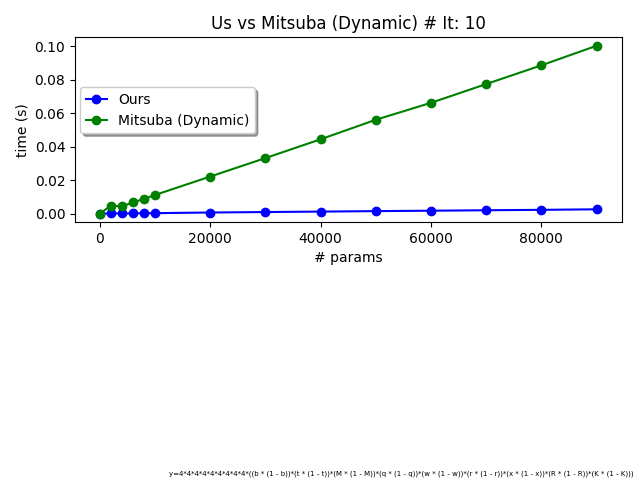 Us vs Mitsuba (Dynamic) # It: 10
0.10
0.08
0.06
0.04
0.02
0.00
time (s)
Ours
Mitsuba (Dynamic)
0 20000 40000 60000 80000
# params
y=4*4*4*4*4*4*4*4*4*((b * (1 - b))*(t * (1 - t))*(M * (1 - M))*(q * (1 - q))*(w * (1 - w))*(r * (1 - r))*(x * (1 - x))*(R * (1 - R))*(K * (1 - K)))